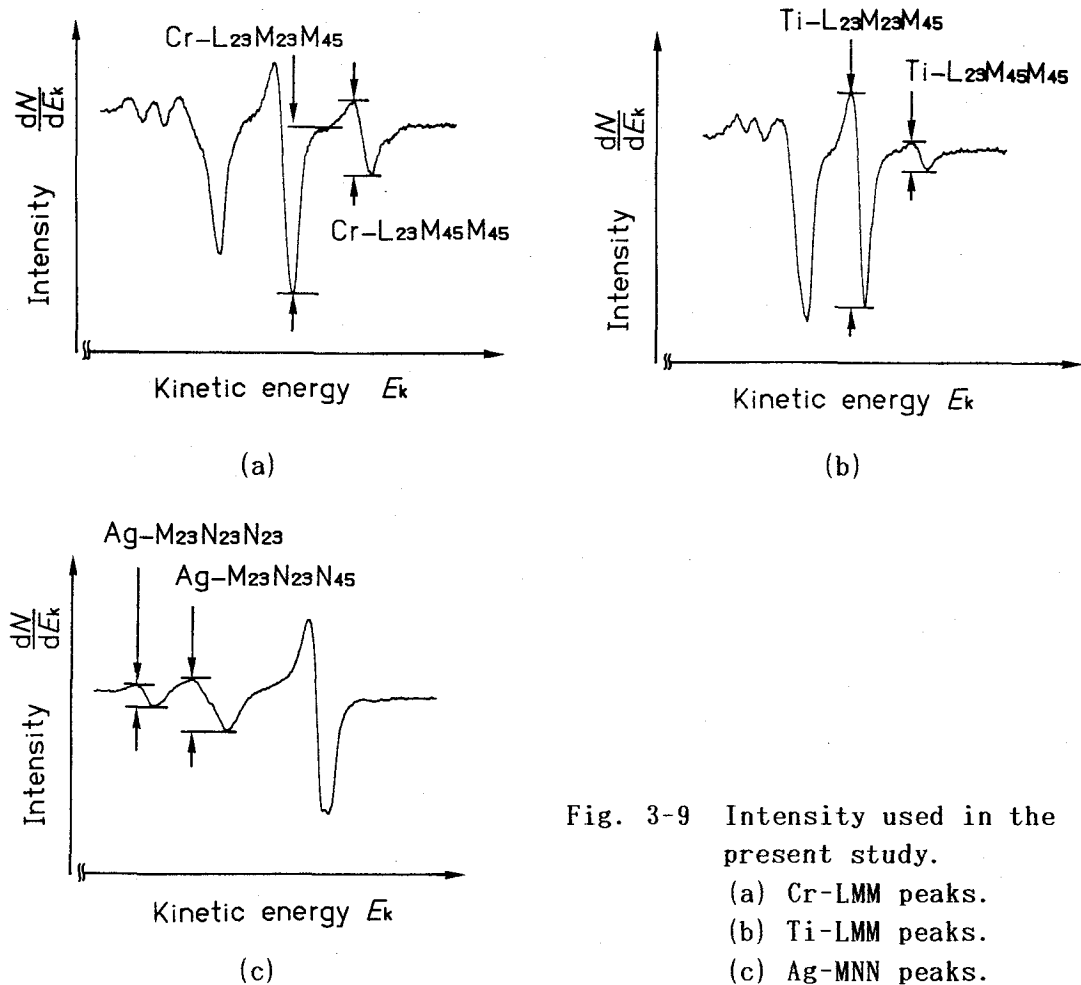 Cr-L23M23M45
dN
dEk
Intensity
Cr-L23M45M45
Kinetic energy Ek
(a)
Ti-L23M23M45
Ti-L23M45M45
dN
dEk
Intensity
Kinetic energy Ek
(b)
Ag-M23N23N23
Ag-M23N23N45
dN
dEk
Intensity
Kinetic energy Ek
(c)
Fig. 3-9 Intensity used in the
present study.
(a) Cr-LMM peaks.
(b) Ti-LMM peaks.
(c) Ag-MNN peaks.